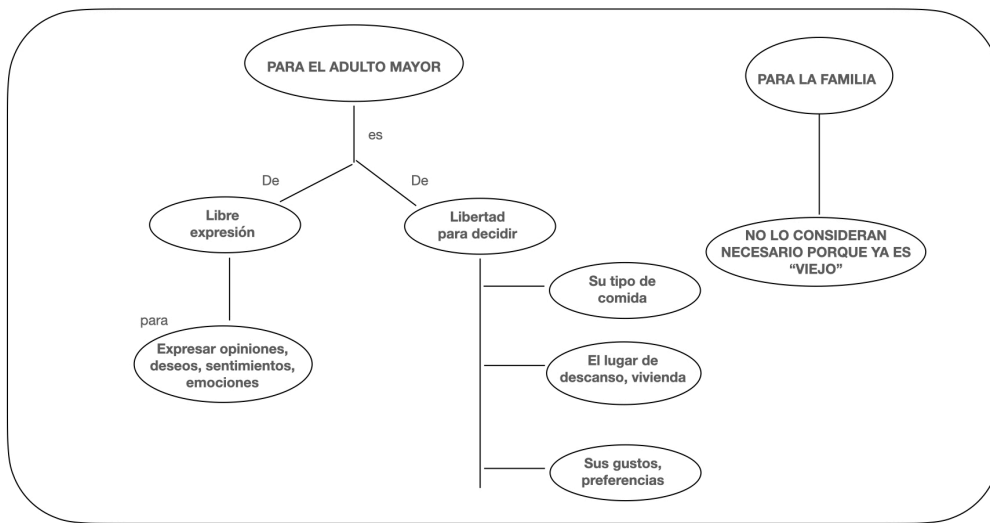 PARA EL ADULTO MAYOR
es
De
De
Libre
expresión
Libertad
para decidir
para
Expresar opiniones,
deseos, sentimientos,
emociones
Su tipo de
comida
El lugar de
descanso, vivienda
Sus gustos,
preferencias
PARA LA FAMILIA
NO LO CONSIDERAN
NECESARIO PORQUE YA ES
“VIEJO”